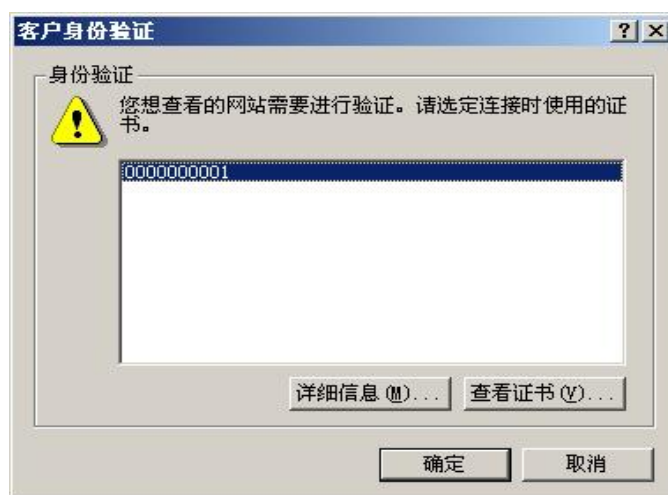 客户身份验证
身份验证
您想查看的网站需要进行验证。请选定连接时使用的证
书。
0000000001
详细信息(M)... 查看证书(V)...
确定 取消